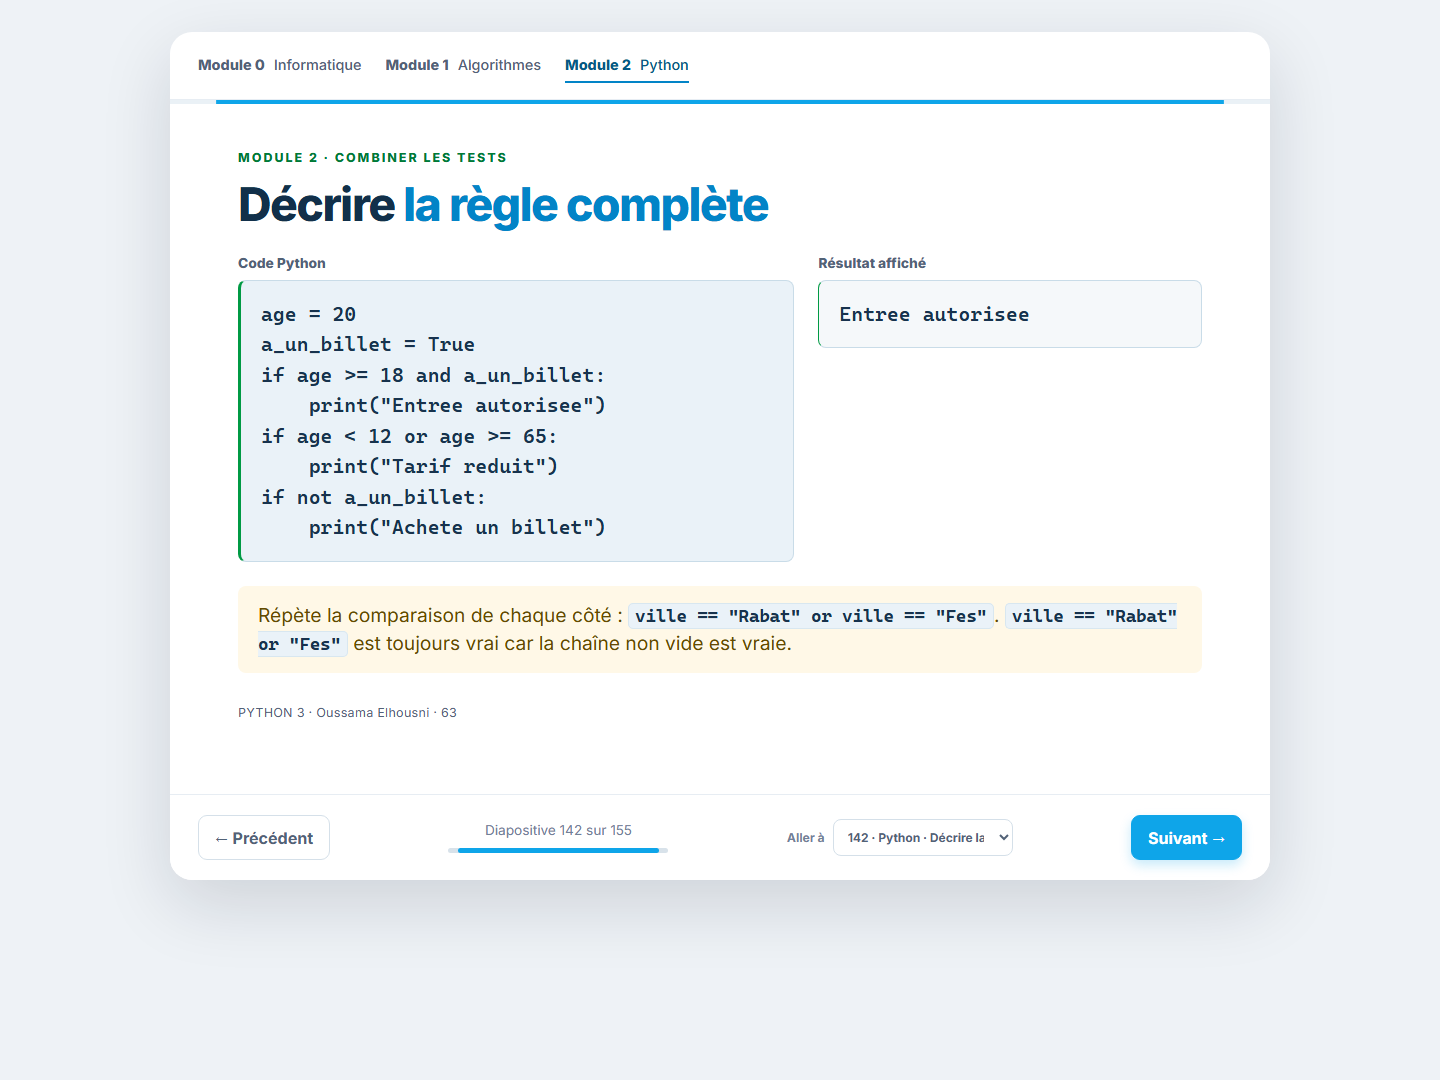 Module 0 Informatique Module 1 Algorithmes Module 2 Python
MODULE 2 · COMBINER LES TESTS
Décrire la règle complète
Code Python
age = 20
a_un_billet = True
if age >= 18 and a_un_billet:
    print("Entree autorisee")
if age < 12 or age >= 65:
    print("Tarif reduit")
if not a_un_billet:
    print("Achete un billet")
Résultat affiché
Entree autorisee
Répète la comparaison de chaque côté : ville == "Rabat" or ville == "Fes". ville == "Rabat"
or "Fes" est toujours vrai car la chaîne non vide est vraie.
PYTHON 3 · Oussama Elhousni · 63
← Précédent
Diapositive 142 sur 155
Aller à
142 · Python · Décrire la
Suivant →